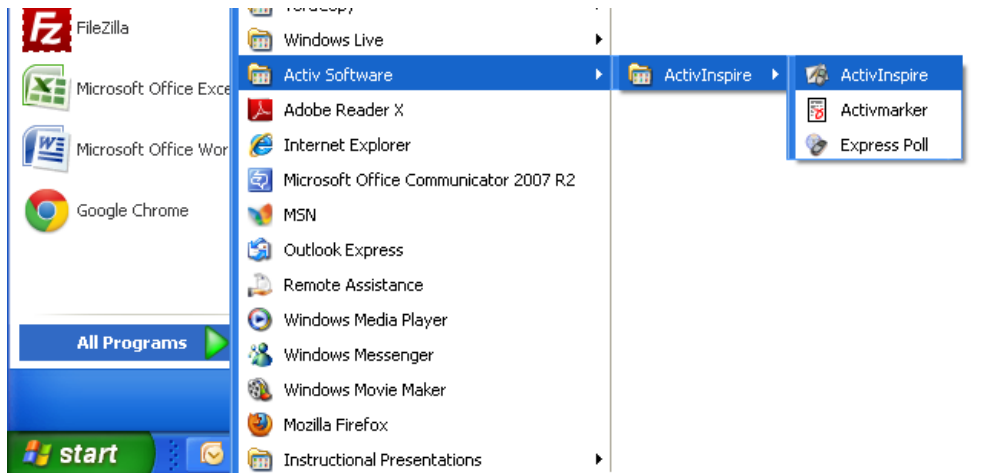 FileZilla
Microsoft Office Exce
Microsoft Office Wor
Google Chrome
All Programs
start
TeraCopy
Windows Live
Activ Software
Adobe Reader X
Internet Explorer
Microsoft Office Communicator 2007 R2
MSN
Outlook Express
Remote Assistance
Windows Media Player
Windows Messenger
Windows Movie Maker
Mozilla Firefox
Instructional Presentations
ActivInspire
ActivInspire
Activmarker
Express Poll